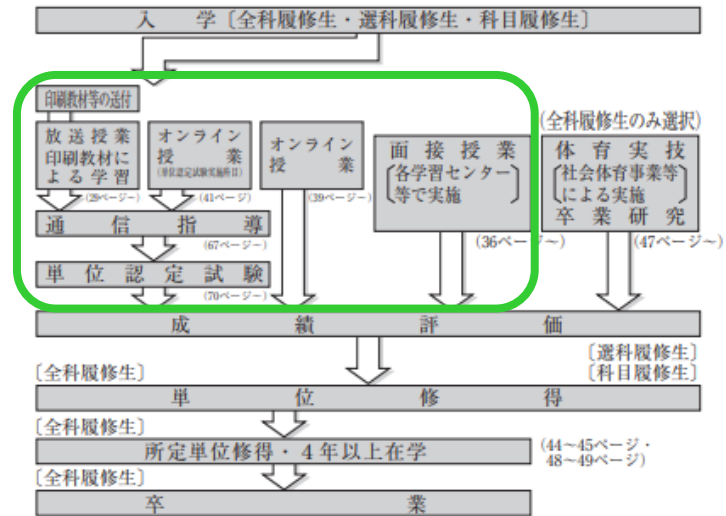 入学〔全科履修生・選科履修生・科目履修生〕
印刷教材等の送付
放送授業
印刷教材に
よる学習
(29ページ~)
オンライン
授業
(単位認定試験実施科目)
(41ページ)
オンライン
授業
(39ページ~)
面接授業
〔各学習センター
等で実施〕
(36ページ~)
(全科履修生のみ選択)
体育実技
〔社会体育事業等
による実施〕
卒業研究
(47ページ~)
通信指導
(67ページ~)
単位認定試験
(70ページ~)
成績評価
〔選科履修生〕
〔科目履修生〕
〔全科履修生〕
単位修得
〔全科履修生〕
所定単位修得・4年以上在学
(44~45ページ・
48~49ページ)
〔全科履修生〕
卒業